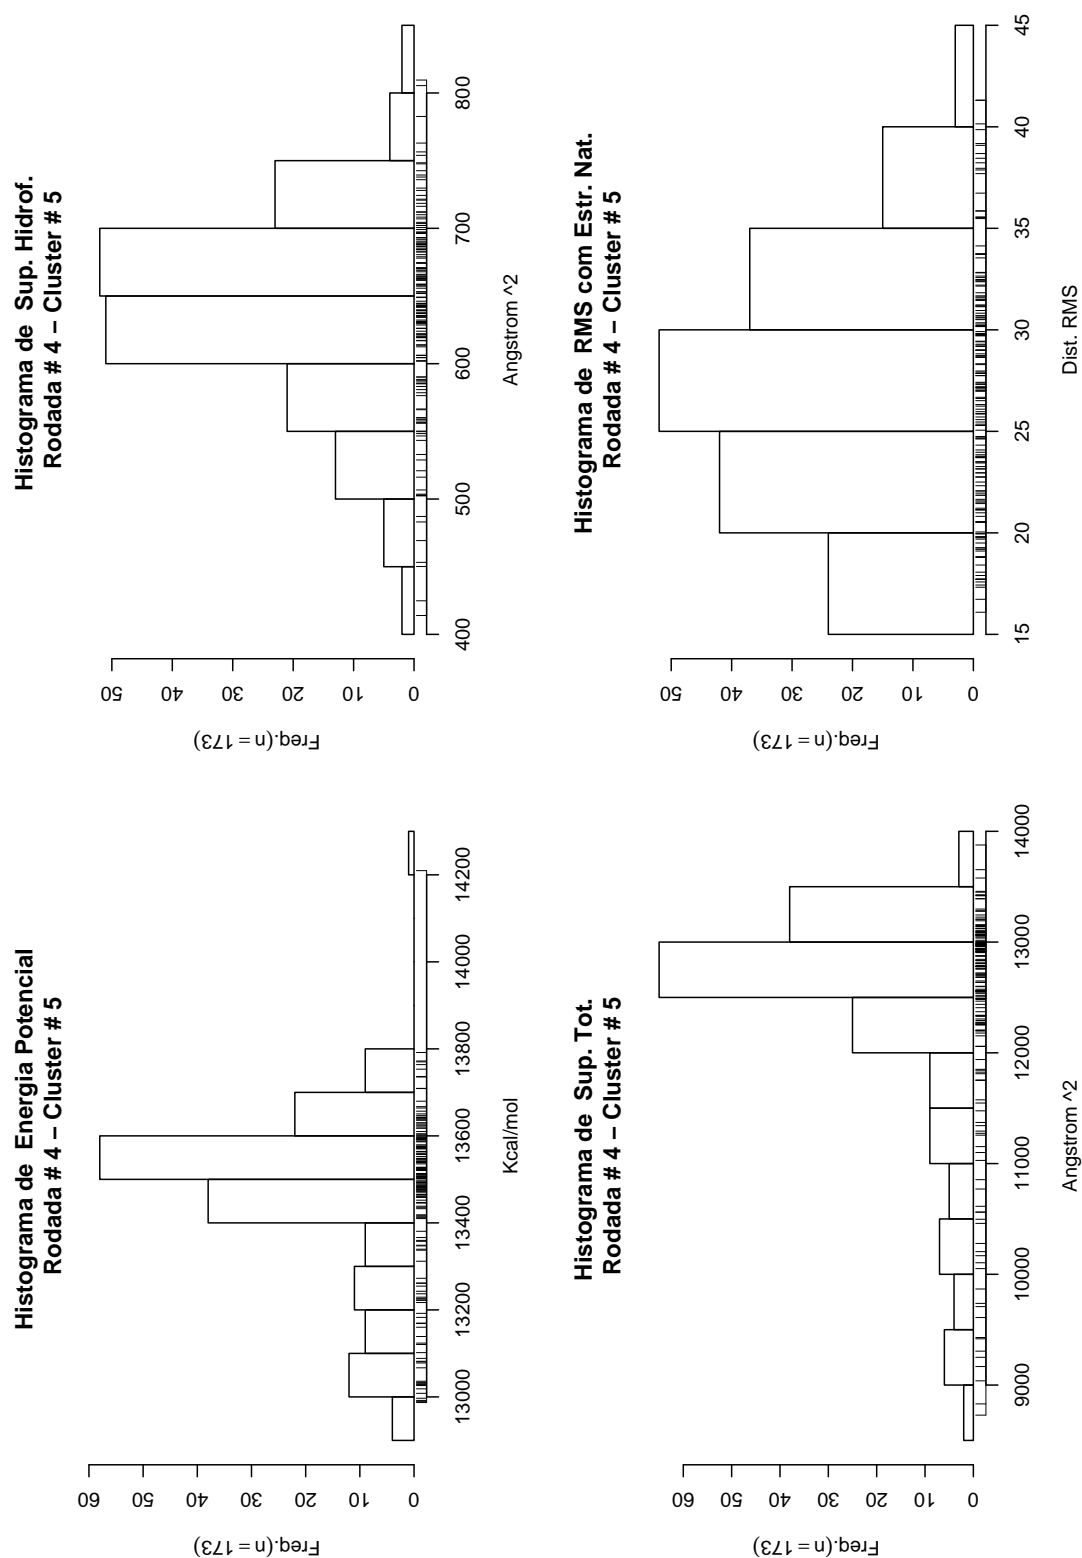 Histograma de  Energia Potencial
Rodada # 4 – Cluster # 5
Freq.(n = 173)
0 10 20 30 40 50 60
13000 13200 13400 13600 13800 14000 14200
Kcal/mol
Histograma de  Sup. Hidrof.
Rodada # 4 – Cluster # 5
Freq.(n = 173)
0 10 20 30 40 50
400 500 600 700 800
Angstrom ^2
Histograma de  Sup. Tot.
Rodada # 4 – Cluster # 5
Freq.(n = 173)
0 10 20 30 40 50 60
9000 10000 11000 12000 13000 14000
Angstrom ^2
Histograma de  RMS com Estr. Nat.
Rodada # 4 – Cluster # 5
Freq.(n = 173)
0 10 20 30 40 50
15 20 25 30 35 40 45
Dist. RMS